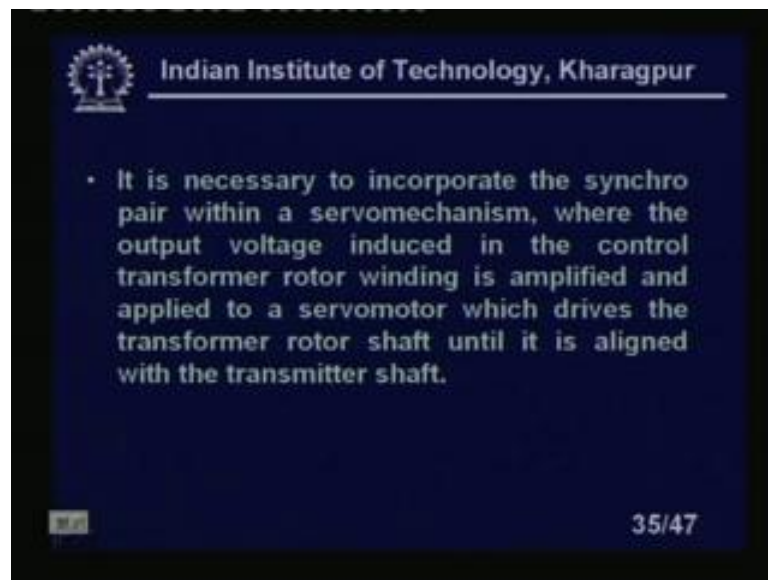 Indian Institute of Technology, Kharagpur
• It is necessary to incorporate the synchro
pair within a servomechanism, where the
output voltage induced in the control
transformer rotor winding is amplified and
applied to a servomotor which drives the
transformer rotor shaft until it is aligned
with the transmitter shaft.
35/47